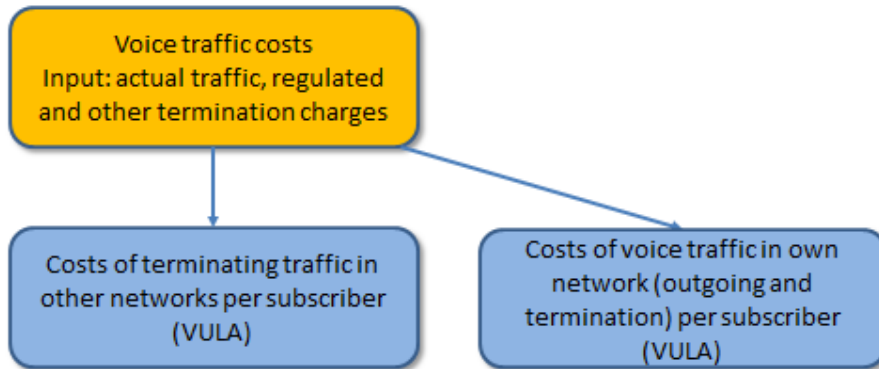 Voice traffic costs
Input: actual traffic, regulated
and other termination charges
Costs of terminating traffic in
other networks per subscriber
(VULA)
Costs of voice traffic in own
network (outgoing and
termination) per subscriber
(VULA)